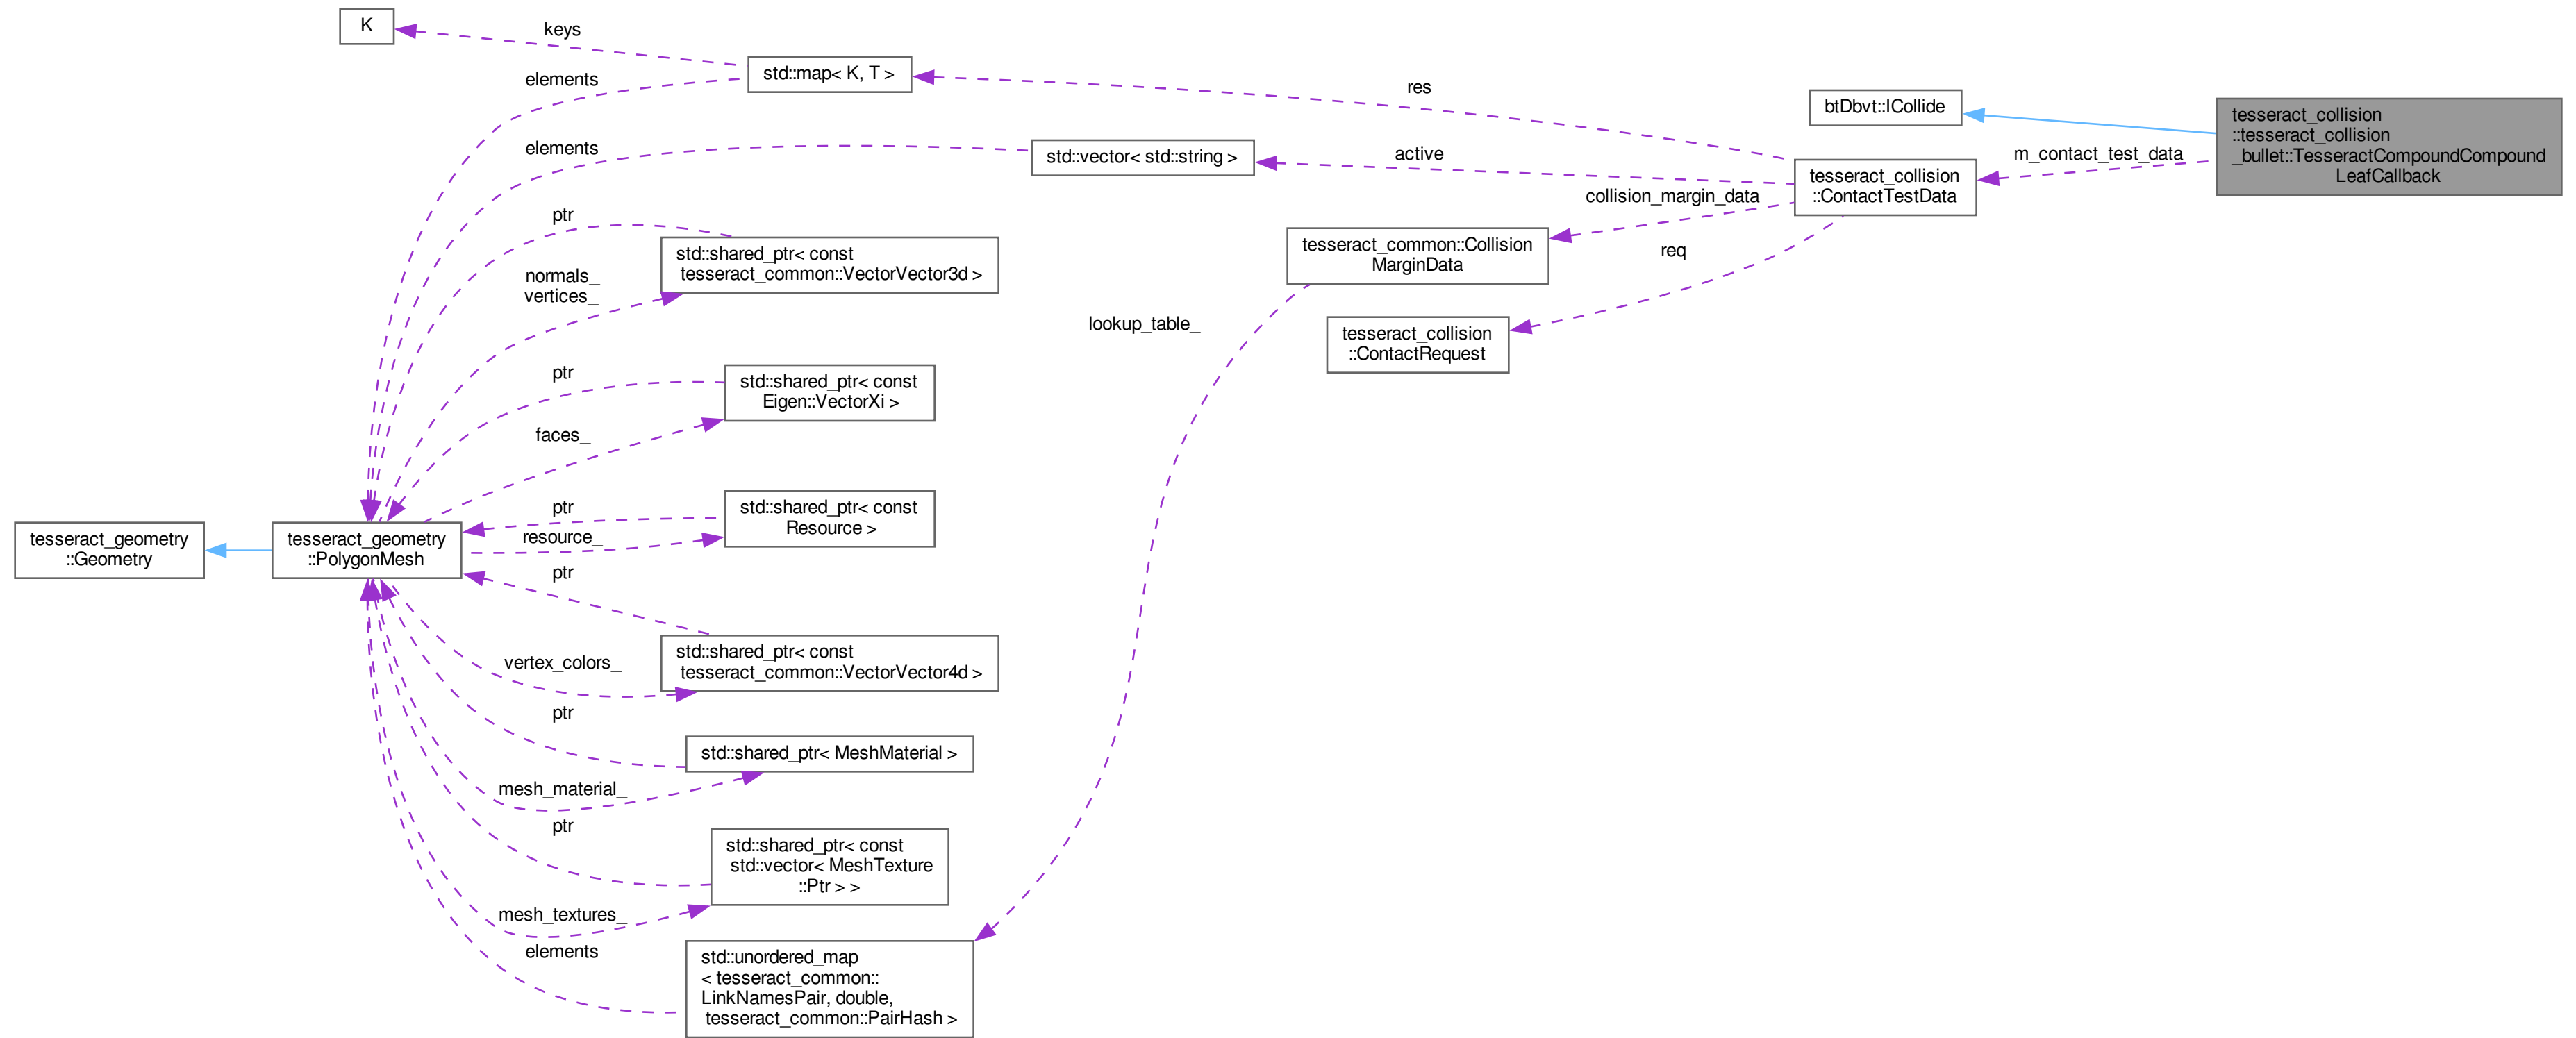 K
keys
elements
std::map< K, T >
res
btDbvt::ICollide
tesseract_collision
::tesseract_collision
_bullet::TesseractCompoundCompound
LeafCallback
elements
std::vector< std::string >
active
m_contact_test_data
tesseract_collision
::ContactTestData
collision_margin_data
ptr
std::shared_ptr< const
tesseract_common::VectorVector3d >
normals_
vertices_
tesseract_common::Collision
MarginData
req
lookup_table_
tesseract_collision
::ContactRequest
ptr
std::shared_ptr< const
Eigen::VectorXi >
faces_
ptr
std::shared_ptr< const
Resource >
resource_
tesseract_geometry
::Geometry
tesseract_geometry
::PolygonMesh
ptr
std::shared_ptr< const
tesseract_common::VectorVector4d >
vertex_colors_
ptr
std::shared_ptr< MeshMaterial >
mesh_material_
ptr
std::shared_ptr< const
std::vector< MeshTexture
::Ptr > >
mesh_textures_
elements
std::unordered_map
< tesseract_common::
LinkNamesPair, double,
tesseract_common::PairHash >